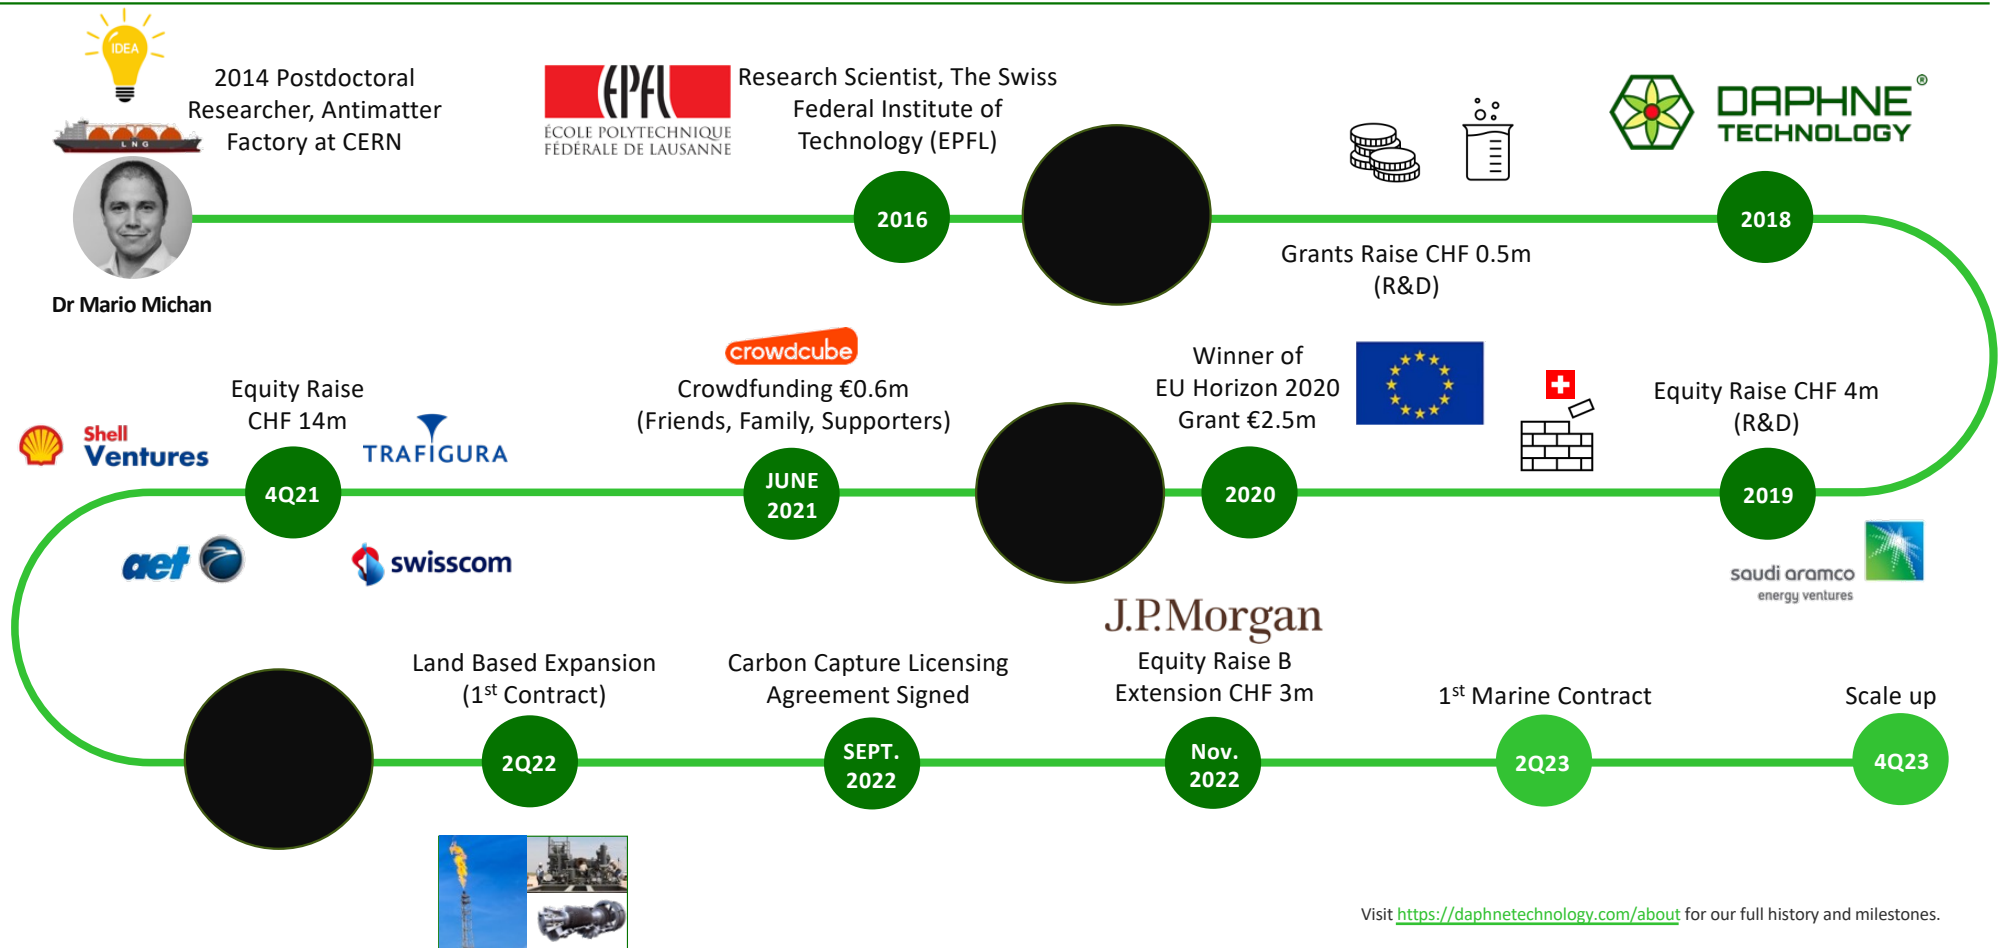 IDEA
LNG
2014 Postdoctoral
Researcher, Antimatter
Factory at CERN
Dr Mario Michan
EPFL
ÉCOLE POLYTECHNIQUE
FÉDÉRALE DE LAUSANNE
Research Scientist, The Swiss
Federal Institute of
Technology (EPFL)
2016
Grants Raise CHF 0.5m
(R&D)
DAPHNE®
TECHNOLOGY
2018
Equity Raise CHF 4m
(R&D)
2019
saudi aramco
energy ventures
Winner of
EU Horizon 2020
Grant €2.5m
2020
crowdcube
Crowdfunding €0.6m
(Friends, Family, Supporters)
JUNE
2021
Equity Raise
CHF 14m
4Q21
Shell
Ventures
TRAFIGURA
aet
swisscom
Land Based Expansion
(1st Contract)
2Q22
Carbon Capture Licensing
Agreement Signed
SEPT.
2022
J.P.Morgan
Equity Raise B
Extension CHF 3m
Nov.
2022
1st Marine Contract
2Q23
Scale up
4Q23
Visit https://daphnetechnology.com/about for our full history and milestones.